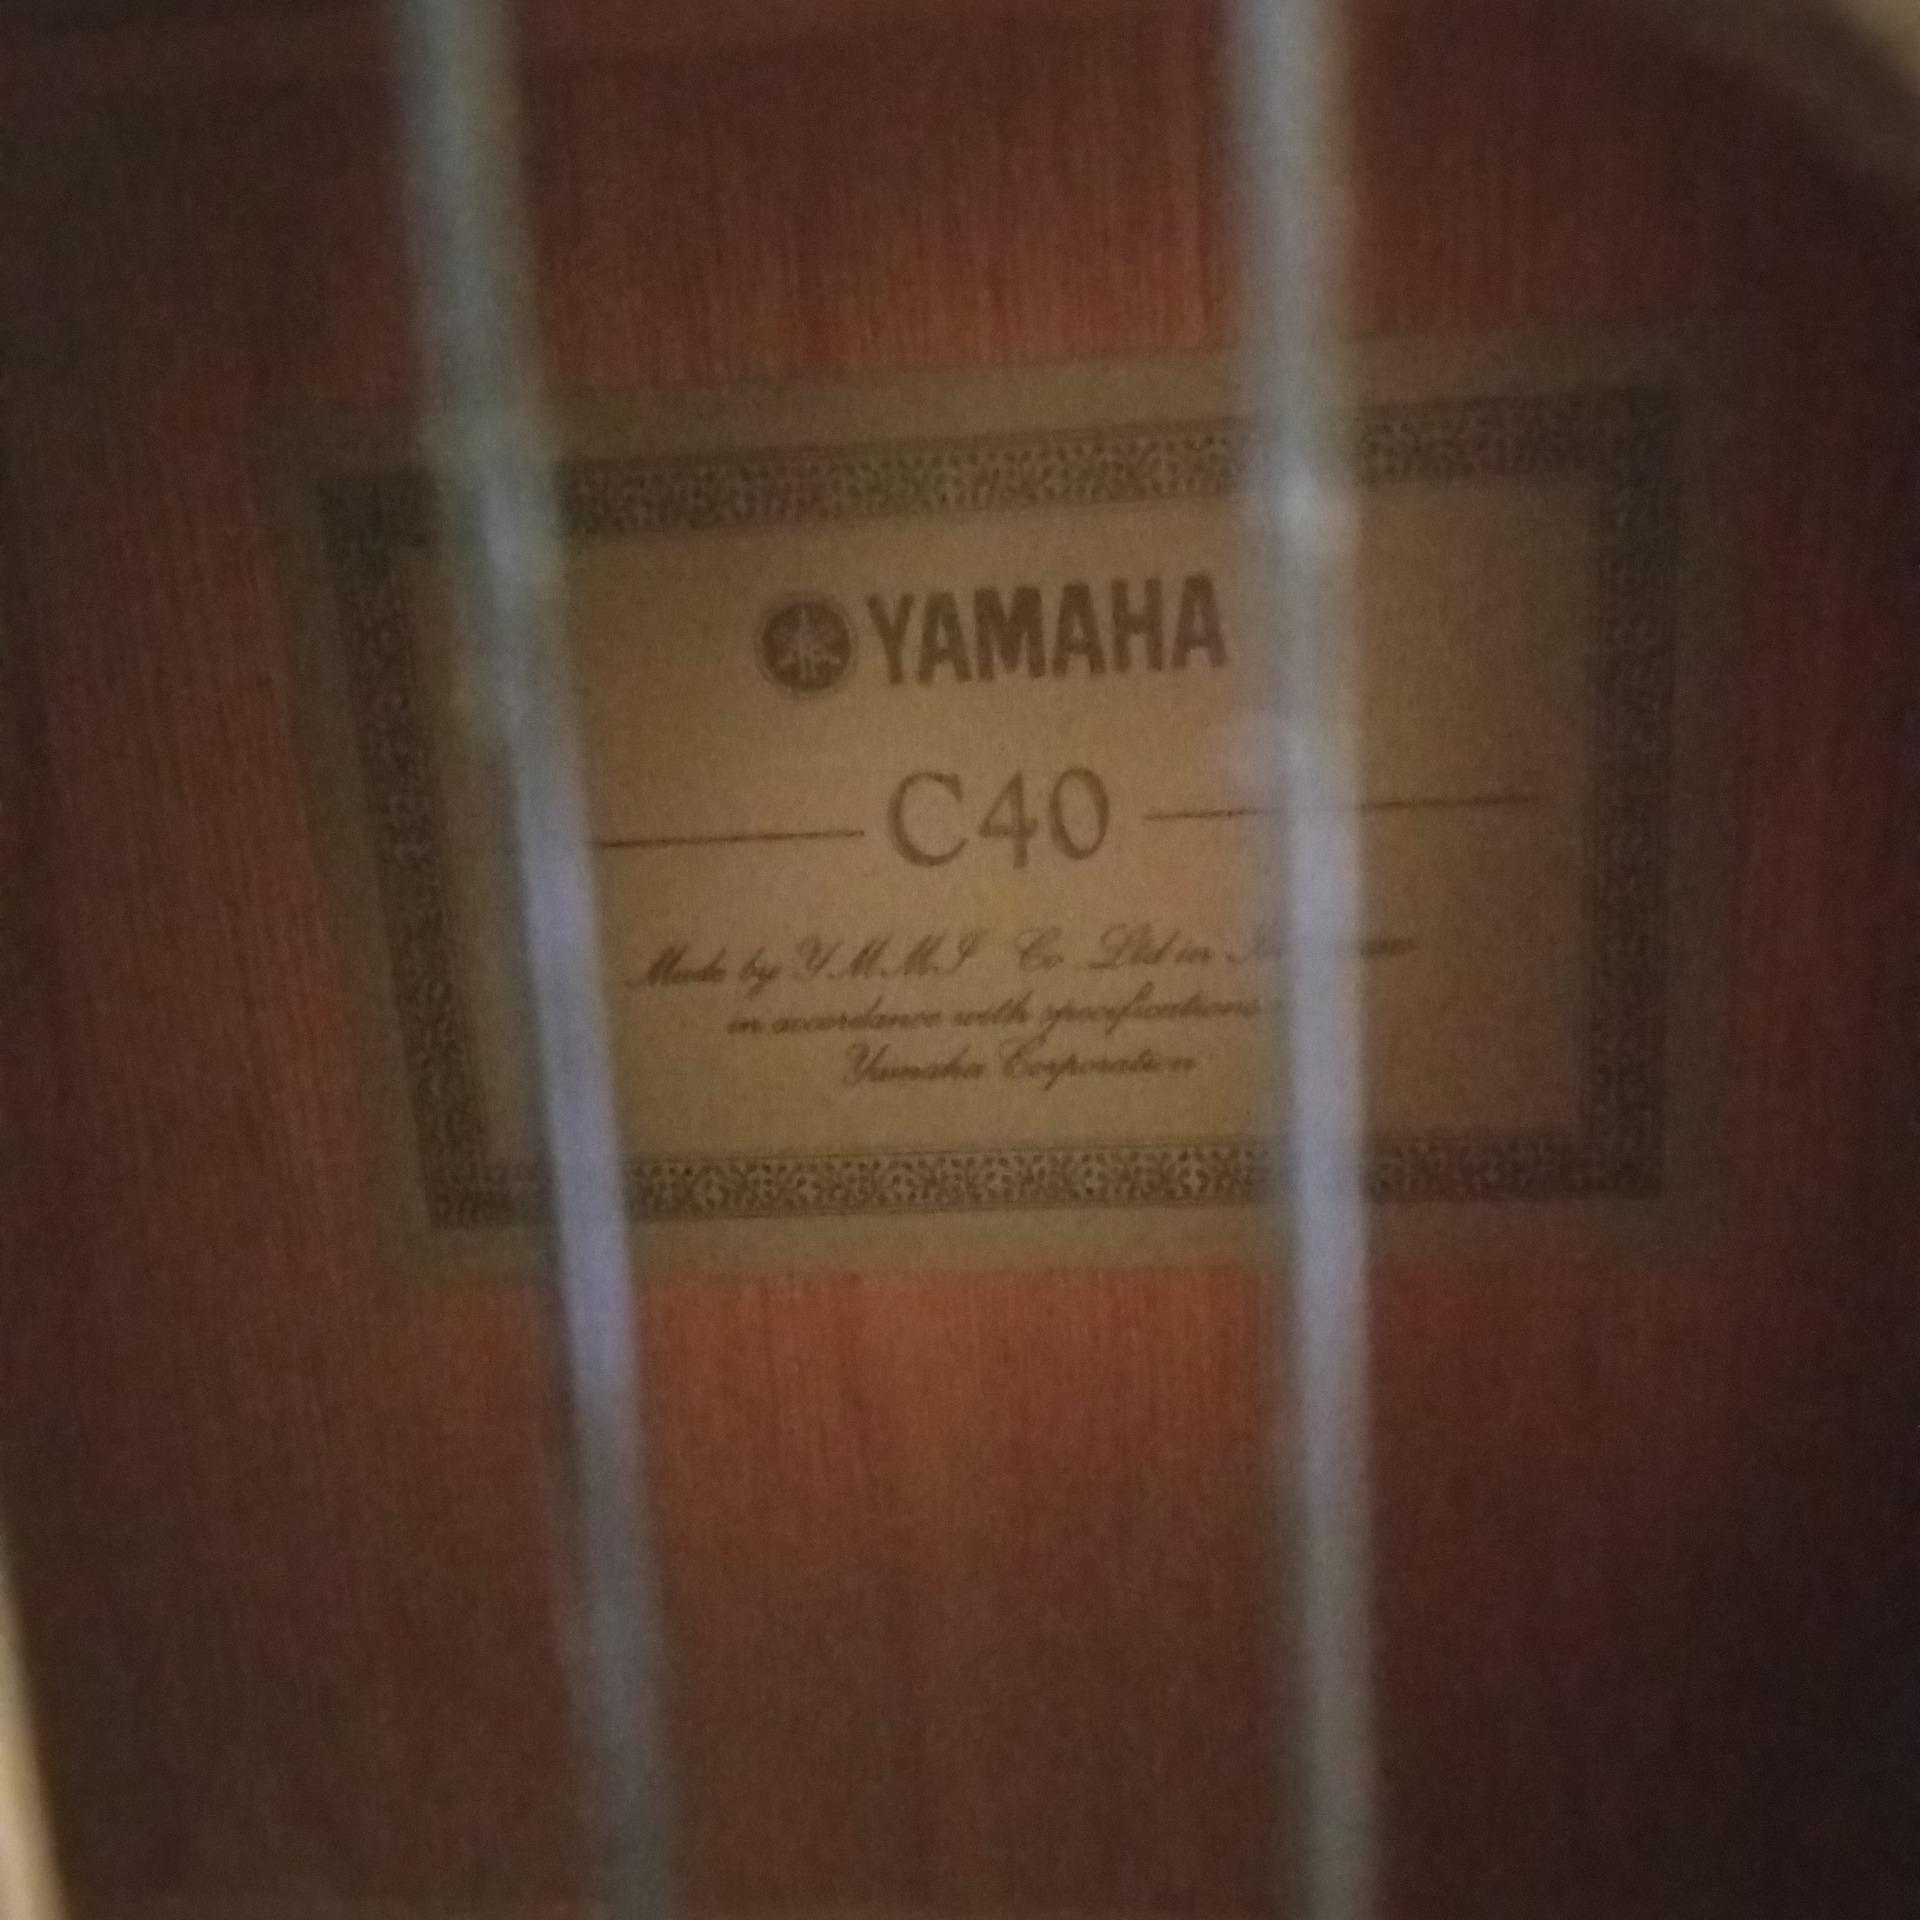 YAMAHA
C40
Made by Y.M.M.I Co. Ltd in
in accordance with specifications
Yamaha Corporation